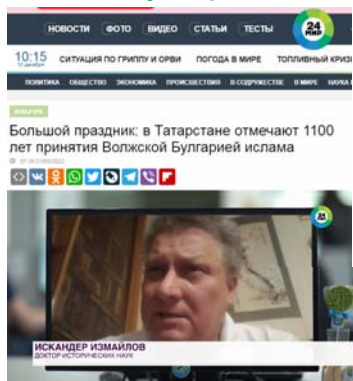 НОВОСТИ ФОТО ВИДЕО СТАТЬИ ТЕСТЫ
24
МИР
10:15 СИТУАЦИЯ ПО ГРИППУ И ОРВИ ПОГОДА В МИРЕ ТОПЛИВНЫЙ КРИЗ
ПОЛИТИКА ОБЩЕСТВО ЭКОНОМИКА ПРОИСШЕСТВИЯ В СОДРУЖЕСТВЕ В МИРЕ НАУКА
Большой праздник: в Татарстане отмечают 1100
лет принятия Волжской Булгарией ислама
ИСКАНДЕР ИЗМАЙЛОВ
ДОКТОР ИСТОРИЧЕСКИХ НАУК